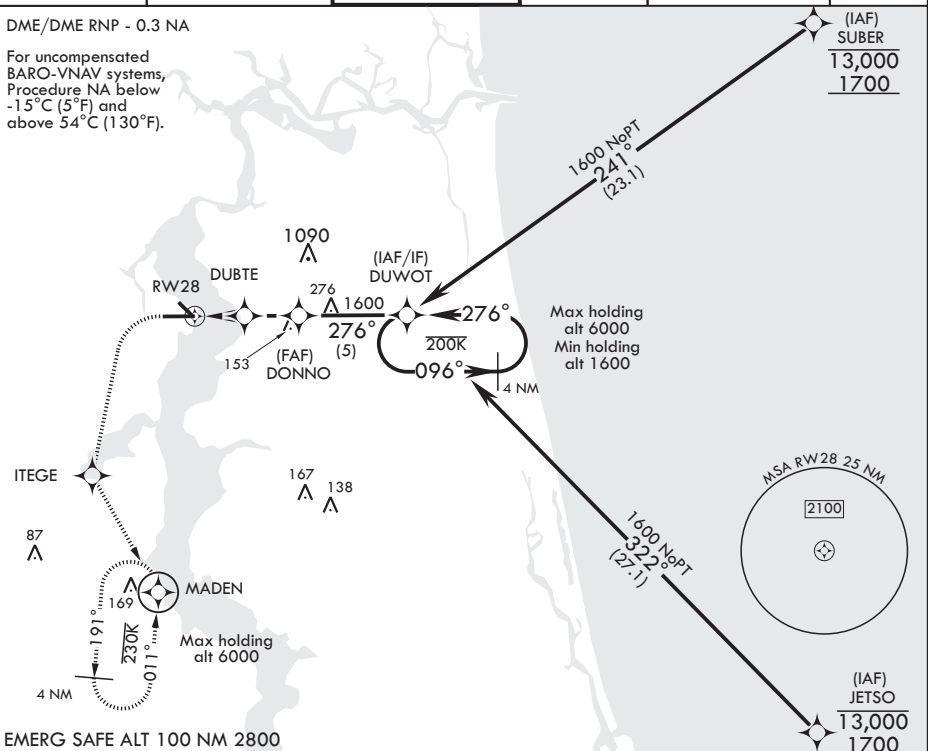 DME/DME RNP - 0.3 NA
For uncompensated
BARO-VNAV systems,
Procedure NA below
-15°C (5°F) and
above 54°C (130°F).
(IAF)
SUBER
13,000
1700
1600 NoPT
241°
(23.1)
1090
(IAF/IF)
DUWOT
DUBTE
RW28
276
1600
276°
(5)
153
(FAF)
DONNO
276°
200K
096°
4 NM
Max holding
alt 6000
Min holding
alt 1600
ITEGE
167
138
87
MSA RW28 25 NM
2100
1600 NoPT
322°
(27.1)
169
MADEN
191°
230K
011°
Max holding
alt 6000
4 NM
(IAF)
JETSO
13,000
1700
EMERG SAFE ALT 100 NM 2800